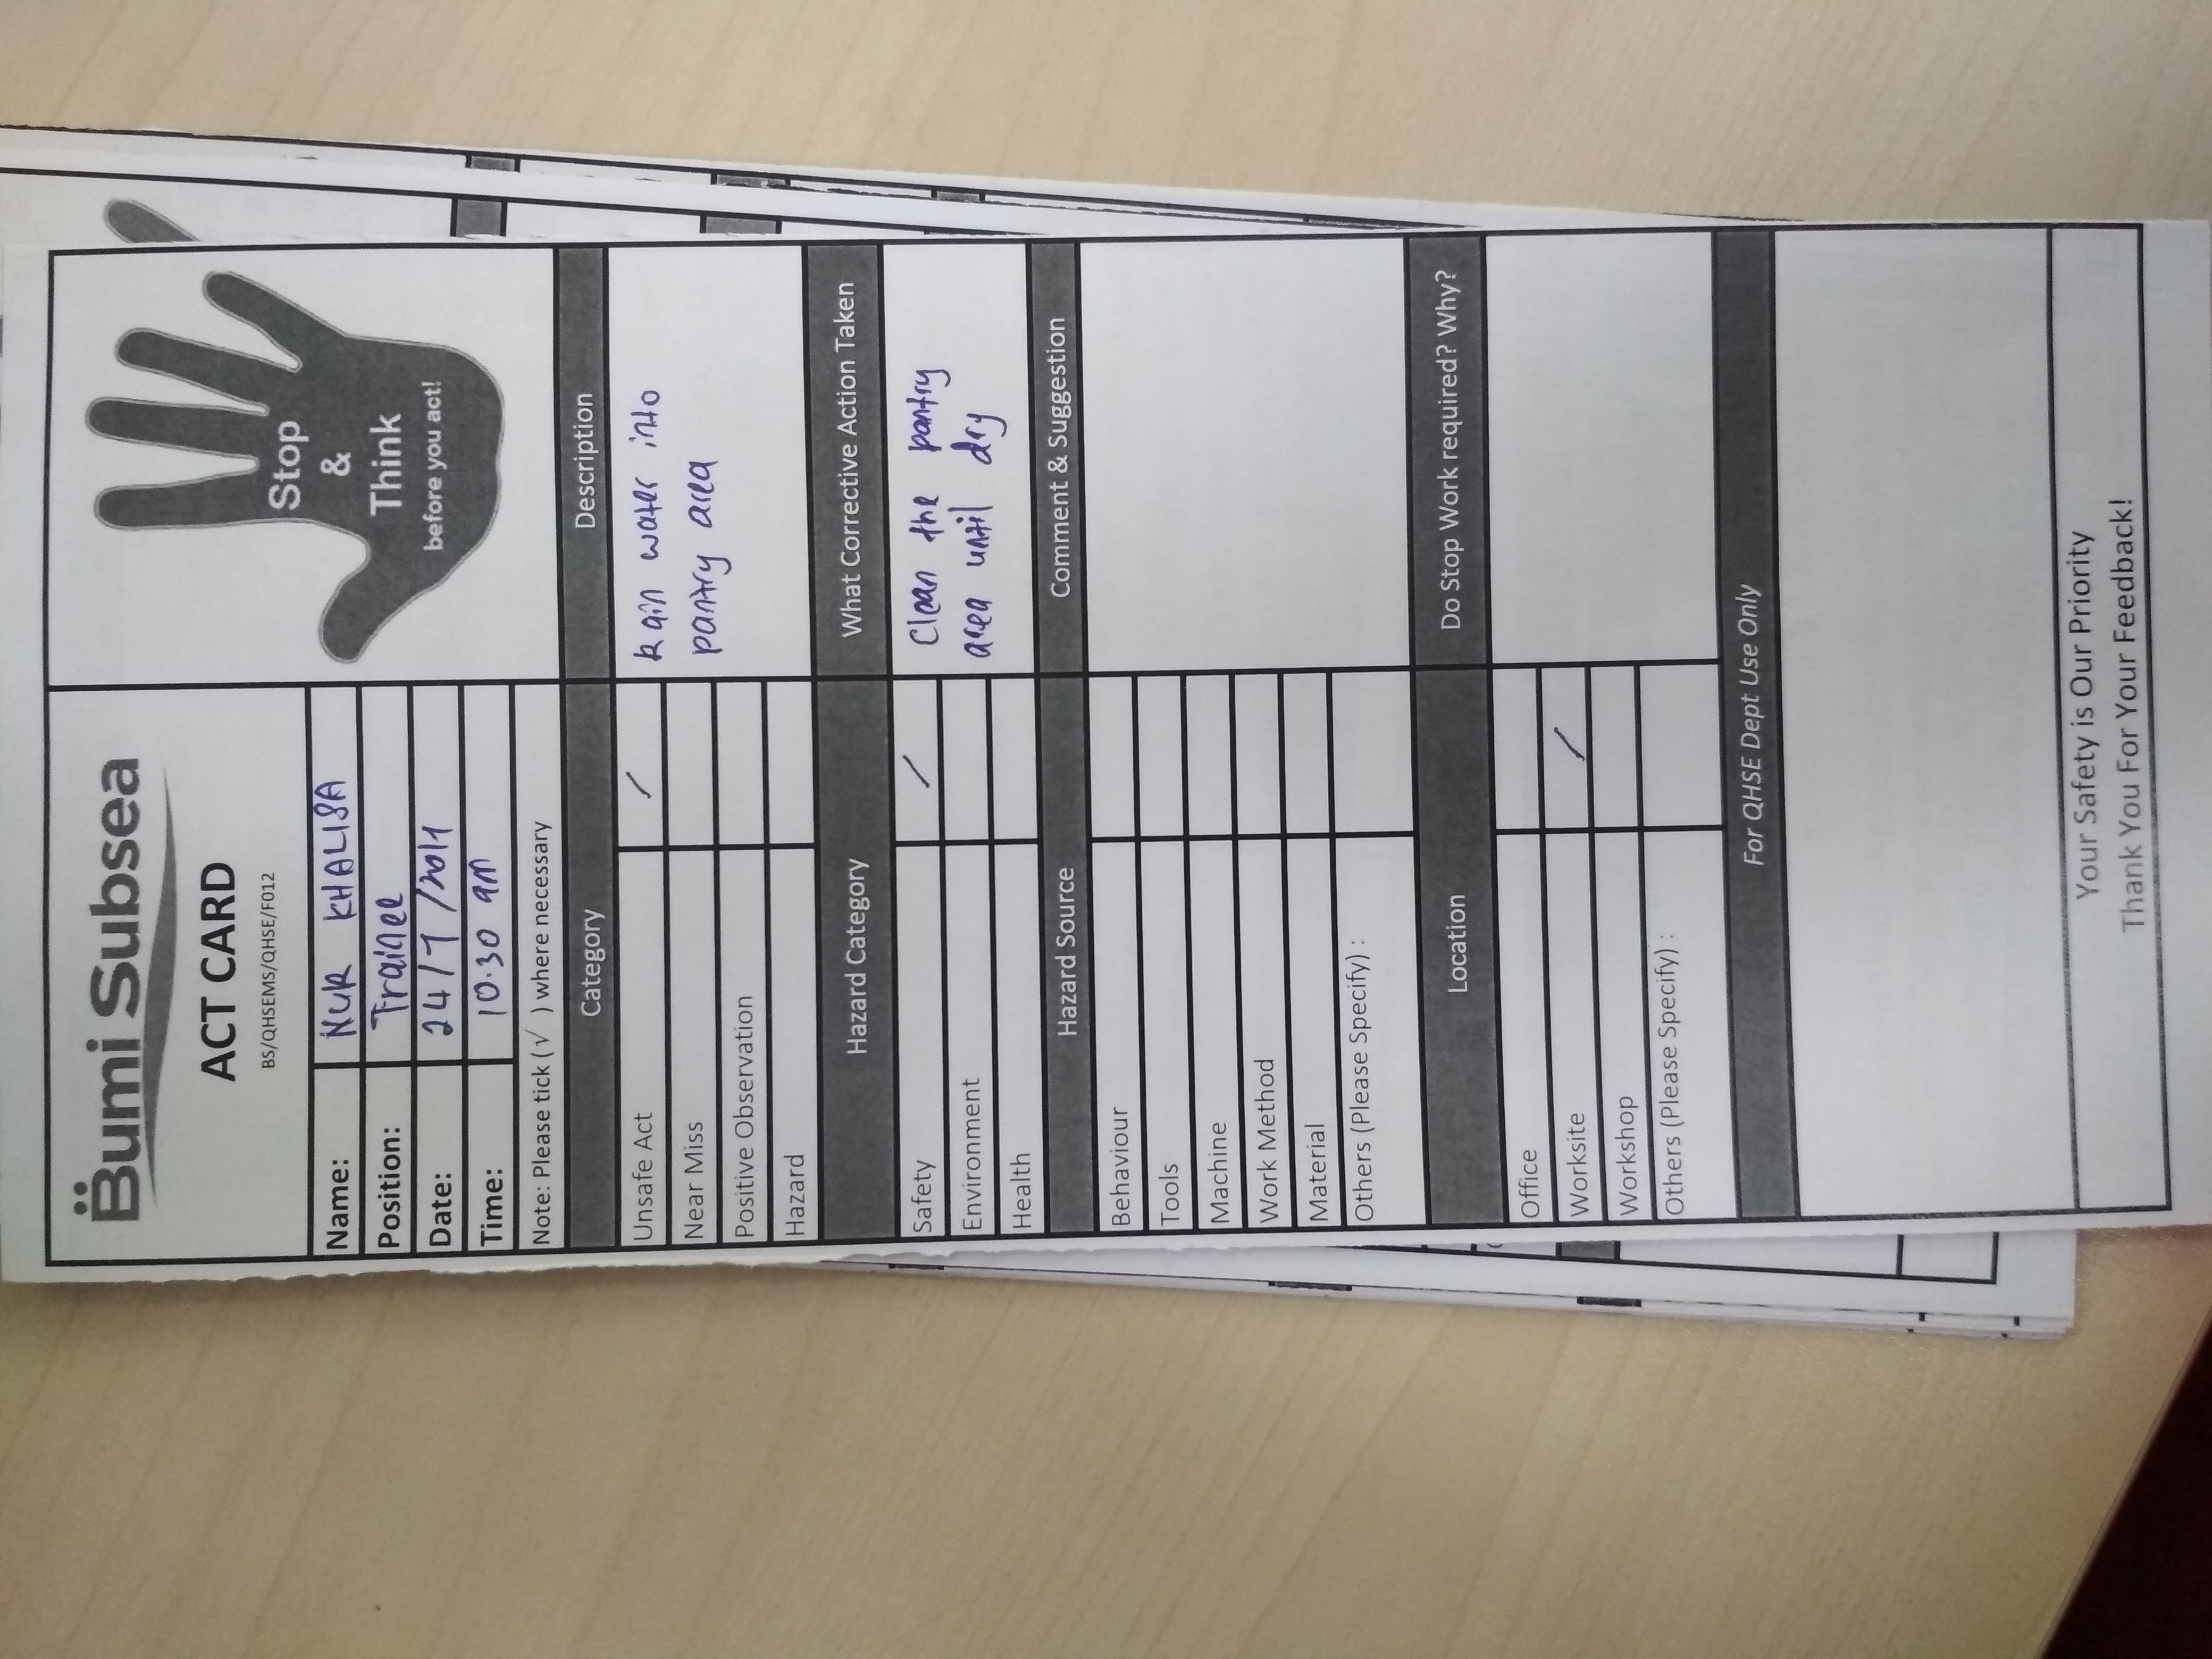 Bumi Subsea
ACT CARD
BS/QHSEMS/QHSE/F012
Stop
&
Think
before you act!
Name: NUR KHALISA
Position: Trainee
Date: 24/7/2019
Time: 10.30 am
Note: Please tick (√ ) where necessary
Category Description
Unsafe Act / Rain water into
Near Miss pantry area
Positive Observation
Hazard
Hazard Category What Corrective Action Taken
Safety / Clean the pantry
Environment area until dry
Health
Hazard Source Comment & Suggestion
Behaviour
Tools
Machine
Work Method
Material
Others (Please Specify) :
Location Do Stop Work required? Why?
Office
Worksite /
Workshop
Others (Please Specify) :
For QHSE Dept Use Only
Your Safety is Our Priority
Thank You For Your Feedback!